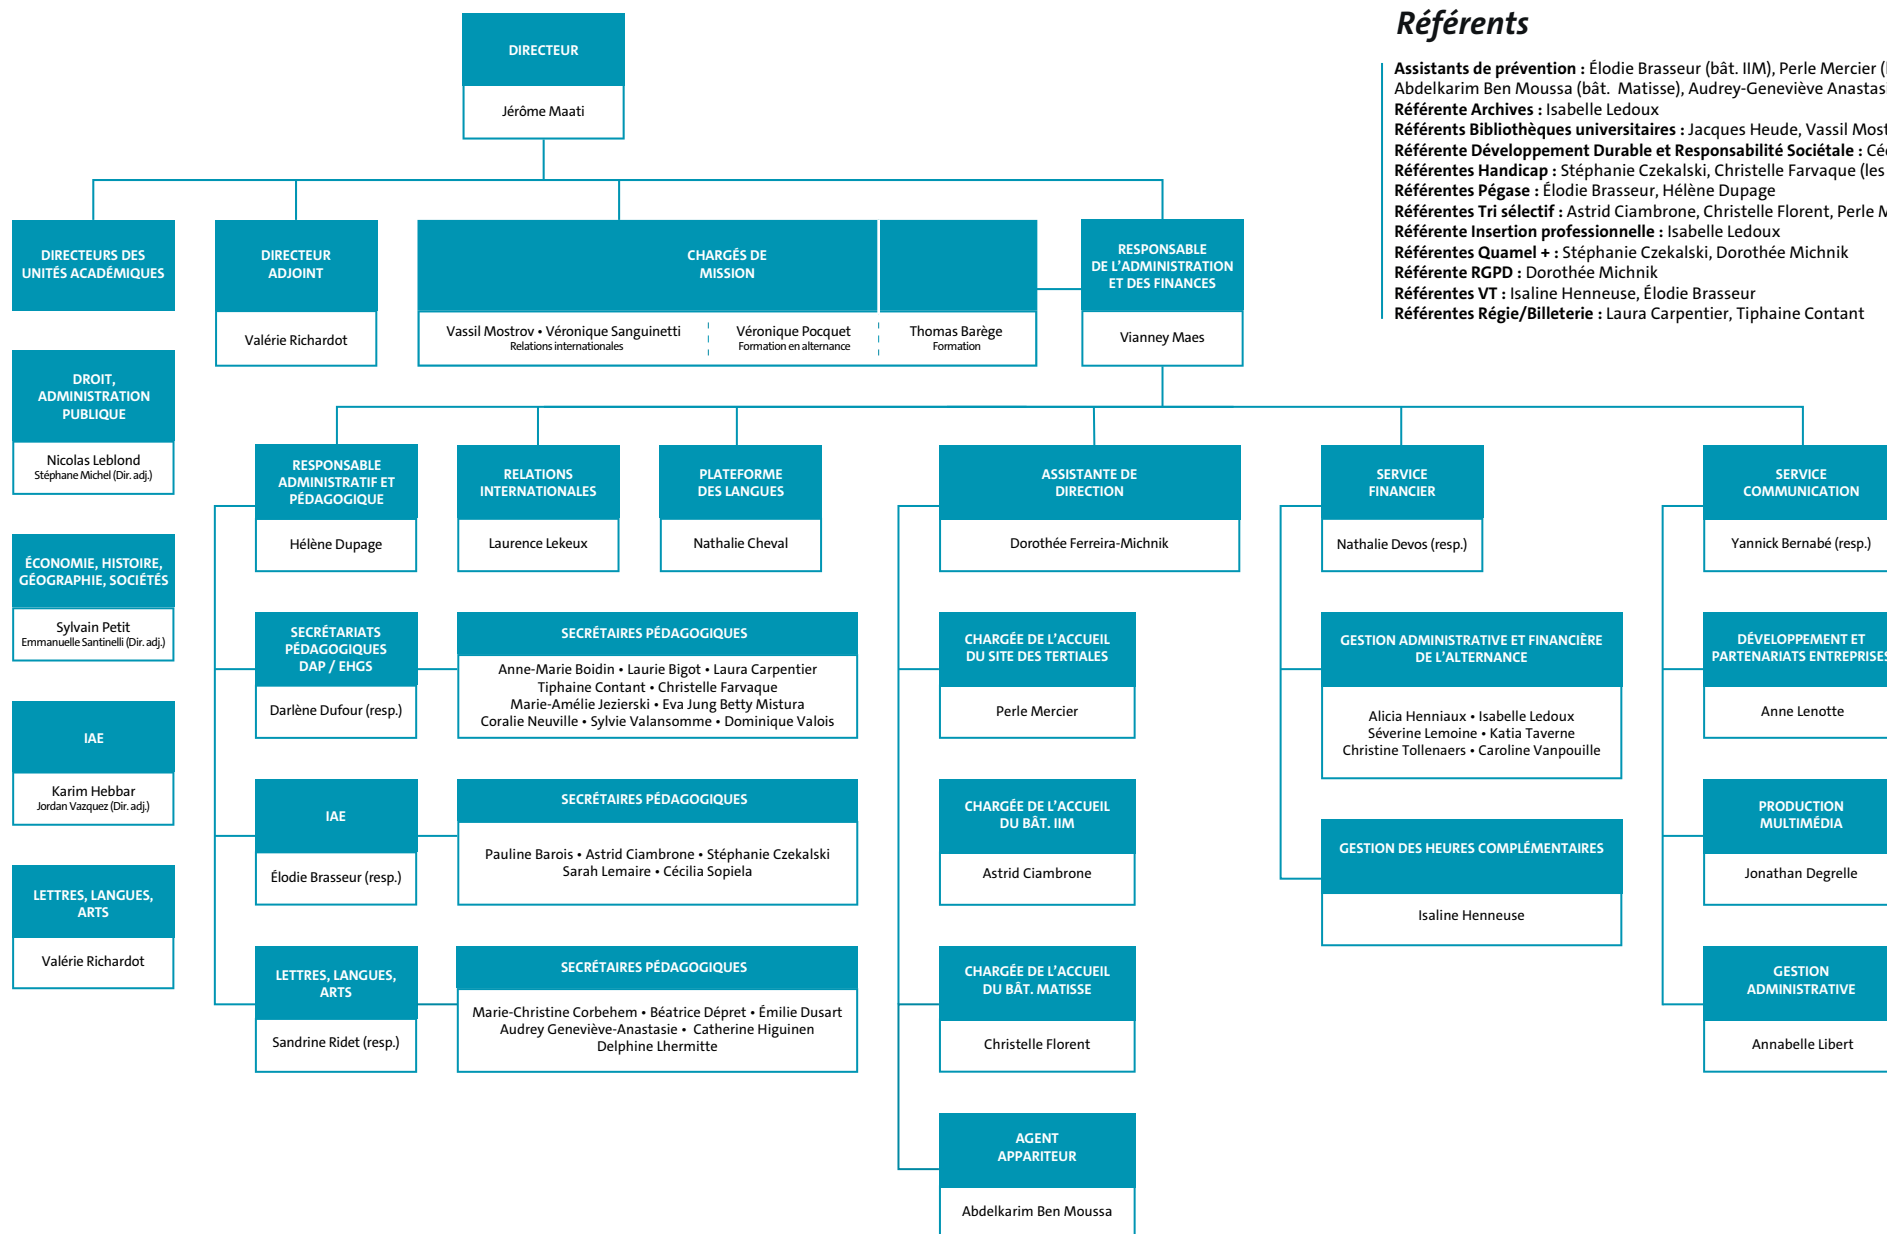 DIRECTEUR
Jérôme Maati
Référents
Assistants de prévention : Élodie Brasseur (bât. IIM), Perle Mercier (
Abdelkarim Ben Moussa (bât. Matisse), Audrey-Geneviève Anastas
Référente Archives : Isabelle Ledoux
Référents Bibliothèques universitaires : Jacques Heude, Vassil Most
Référente Développement Durable et Responsabilité Sociétale : Cé
Référentes Handicap : Stéphanie Czekalski, Christelle Farvaque (les
Référentes Pégase : Élodie Brasseur, Hélène Dupage
Référentes Tri sélectif : Astrid Ciambrone, Christelle Florent, Perle M
Référente Insertion professionnelle : Isabelle Ledoux
Référentes Quamel + : Stéphanie Czekalski, Dorothée Michnik
Référente RGPD : Dorothée Michnik
Référentes VT : Isaline Henneuse, Élodie Brasseur
Référentes Régie/Billeterie : Laura Carpentier, Tiphaine Contant
DIRECTEURS DES
UNITÉS ACADÉMIQUES
DIRECTEUR
ADJOINT
Valérie Richardot
CHARGÉS DE
MISSION
Vassil Mostrov • Véronique Sanguinetti
Relations internationales
Véronique Pocquet
Formation en alternance
Thomas Barège
Formation
RESPONSABLE
DE L'ADMINISTRATION
ET DES FINANCES
Vianney Maes
DROIT,
ADMINISTRATION
PUBLIQUE
Nicolas Leblond
Stéphane Michel (Dir. adj.)
ÉCONOMIE, HISTOIRE,
GÉOGRAPHIE, SOCIÉTÉS
Sylvain Petit
Emmanuelle Santinelli (Dir. adj.)
IAE
Karim Hebbar
Jordan Vazquez (Dir. adj.)
LETTRES, LANGUES,
ARTS
Valérie Richardot
RESPONSABLE
ADMINISTRATIF ET
PÉDAGOGIQUE
Hélène Dupage
RELATIONS
INTERNATIONALES
Laurence Lekeux
PLATEFORME
DES LANGUES
Nathalie Cheval
ASSISTANTE DE
DIRECTION
Dorothée Ferreira-Michnik
SERVICE
FINANCIER
Nathalie Devos (resp.)
SERVICE
COMMUNICATION
Yannick Bernabé (resp.)
SECRÉTARIATS
PÉDAGOGIQUES
DAP / EHGS
Darlène Dufour (resp.)
SECRÉTAIRES PÉDAGOGIQUES
Anne-Marie Boidin • Laurie Bigot • Laura Carpentier
Tiphaine Contant • Christelle Farvaque
Marie-Amélie Jezierski • Eva Jung Betty Mistura
Coralie Neuville • Sylvie Valansomme • Dominique Valois
IAE
Élodie Brasseur (resp.)
SECRÉTAIRES PÉDAGOGIQUES
Pauline Barois • Astrid Ciambrone • Stéphanie Czekalski
Sarah Lemaire • Cécilia Sopiela
LETTRES, LANGUES,
ARTS
Sandrine Ridet (resp.)
SECRÉTAIRES PÉDAGOGIQUES
Marie-Christine Corbehem • Béatrice Dépret • Émilie Dusart
Audrey Geneviève-Anastasie • Catherine Higuinen
Delphine Lhermitte
CHARGÉE DE L'ACCUEIL
DU SITE DES TERTIALES
Perle Mercier
CHARGÉE DE L'ACCUEIL
DU BÂT. IIM
Astrid Ciambrone
CHARGÉE DE L'ACCUEIL
DU BÂT. MATISSE
Christelle Florent
AGENT
APPARITEUR
Abdelkarim Ben Moussa
GESTION ADMINISTRATIVE ET FINANCIÈRE
DE L'ALTERNANCE
Alicia Henniaux • Isabelle Ledoux
Séverine Lemoine • Katia Taverne
Christine Tollenaers • Caroline Vanpouille
GESTION DES HEURES COMPLÉMENTAIRES
Isaline Henneuse
DÉVELOPPEMENT ET
PARTENARIATS ENTREPRISES
Anne Lenotte
PRODUCTION
MULTIMÉDIA
Jonathan Degrelle
GESTION
ADMINISTRATIVE
Annabelle Libert